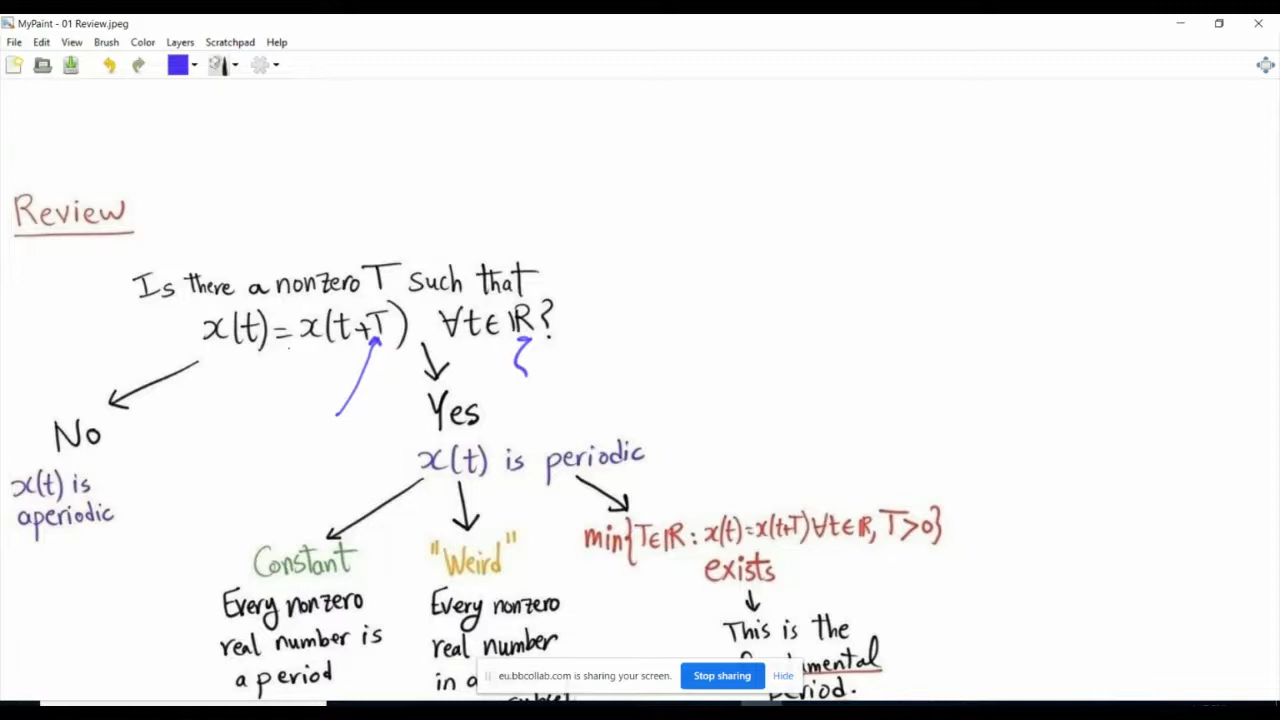 MyPaint - 01 Review.jpeg
File Edit View Brush Color Layers Scratchpad Help
Review
Is there a nonzero T such that
x(t)=x(t+T) ∀t∈ℝ?
No
x(t) is
aperiodic
Yes
x(t) is periodic
Constant
Every nonzero
real number is
a period
"Weird"
Every nonzero
real number
in a
subset
min{T∈ℝ: x(t)=x(t+T)∀t∈ℝ, T>0}
exists
This is the
period.
eu.bbcollab.com is sharing your screen. Stop sharing Hide